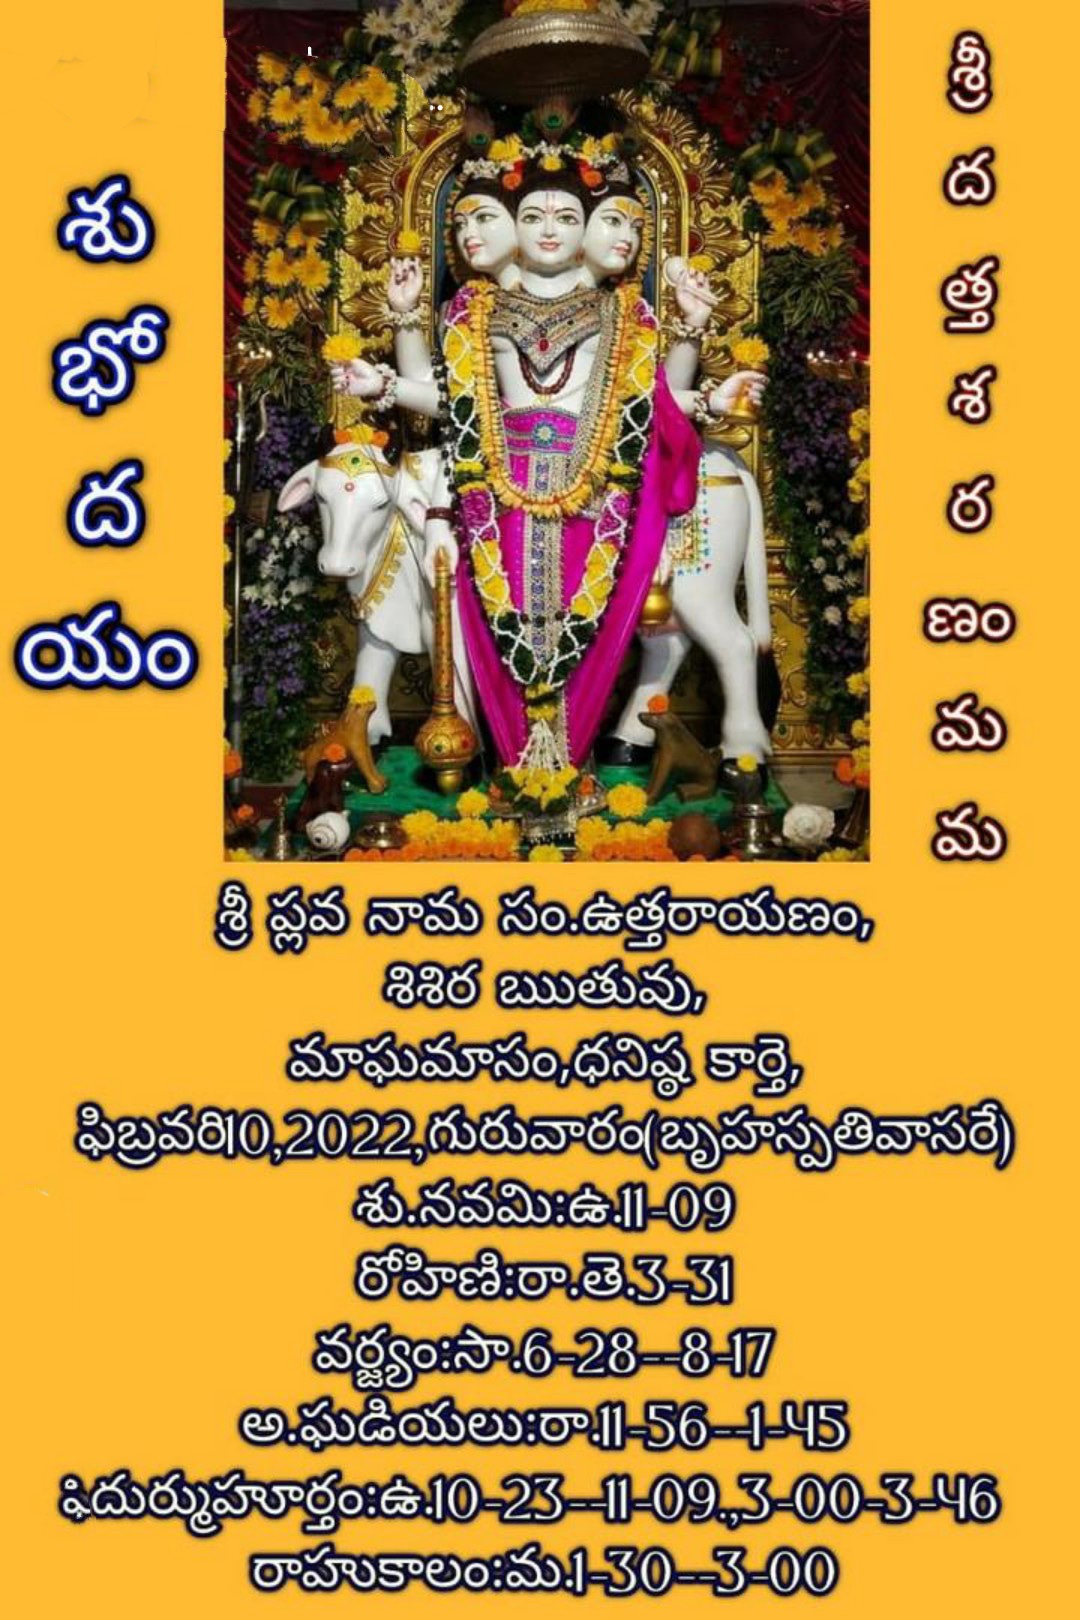 శు
భో
ద
యం
శ్రీ
ద
త్త
శ
ర
ణం
మ
మ
శ్రీ ప్లవ నామ సం.ఉత్తరాయణం,
శిశిర ఋుతువు,
మాఘమాసం,ధనిష్ఠ కార్తె,
ఫిబ్రవరి10,2022,గురువారం(బృహస్పతివాసరే)
శు.నవమి:ఉ.11-09
రోహిణి:రా.తె.3-31
వర్జ్యం:సా.6-28--8-17
అ.ఘడియలు:రా.11-56--1-45
దుర్ముహూర్తం:ఉ.10-23--11-09.,3-00-3-46
రాహుకాలం:మ.1-30--3-00